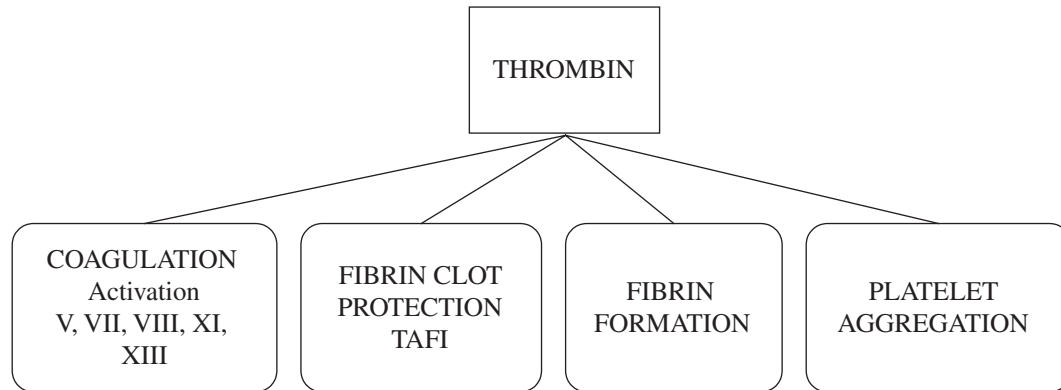 THROMBIN
COAGULATION
Activation
V, VII, VIII, XI,
XIII
FIBRIN CLOT
PROTECTION
TAFI
FIBRIN
FORMATION
PLATELET
AGGREGATION